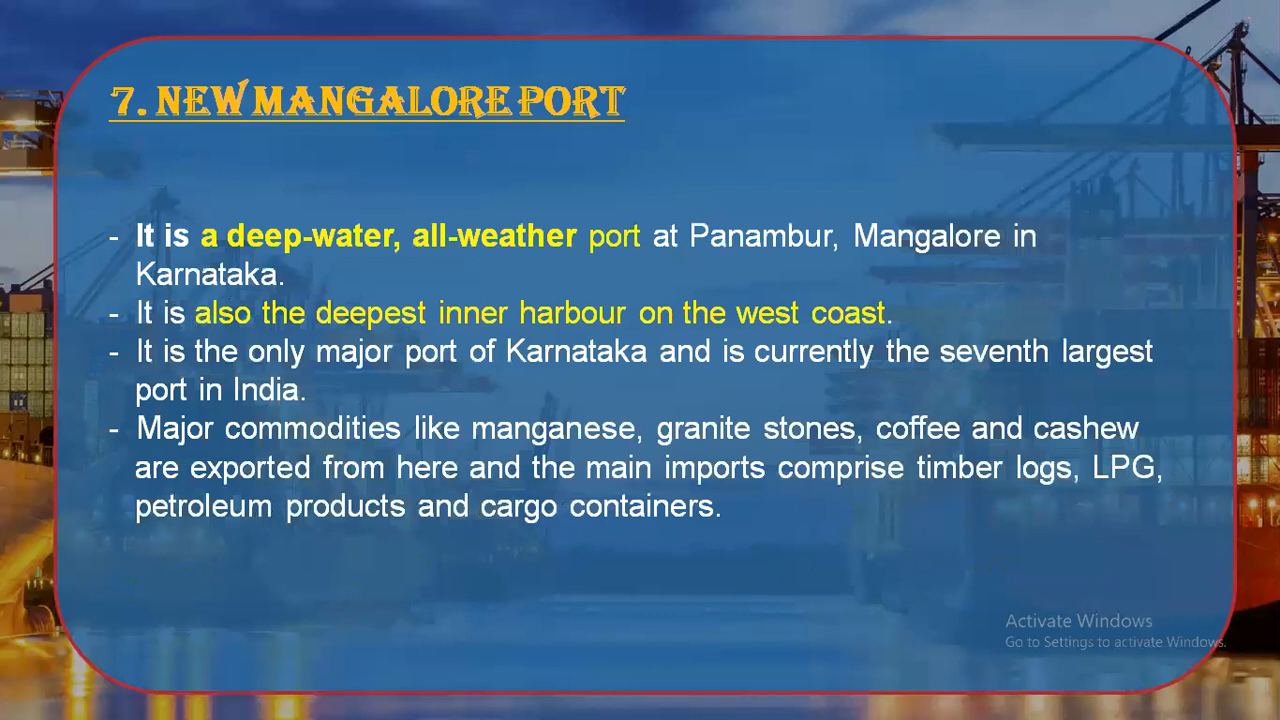 7. NEW MANGALORE PORT
- It is a deep-water, all-weather port at Panambur, Mangalore in
Karnataka.
- It is also the deepest inner harbour on the west coast.
- It is the only major port of Karnataka and is currently the seventh largest
port in India.
- Major commodities like manganese, granite stones, coffee and cashew
are exported from here and the main imports comprise timber logs, LPG,
petroleum products and cargo containers.
Activate Windows
Go to Settings to activate Windows.